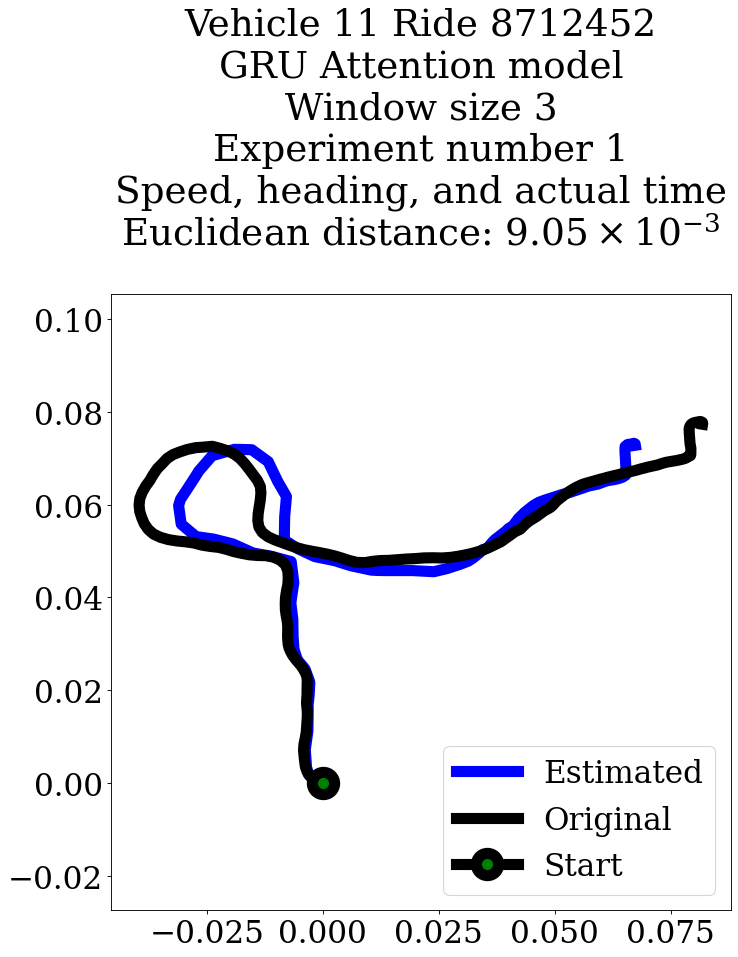 Vehicle 11 Ride 8712452
GRU Attention model
Window size 3
Experiment number 1
Speed, heading, and actual time
Euclidean distance: 9.05 × 10⁻³
0.10
0.08
0.06
0.04
0.02
0.00
−0.02
Estimated
Original
Start
−0.025 0.000 0.025 0.050 0.075